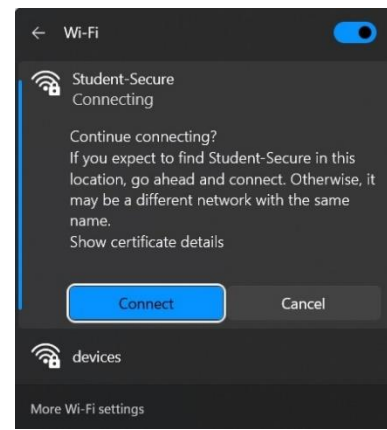 Wi-Fi
Student-Secure
Connecting
Continue connecting?
If you expect to find Student-Secure in this
location, go ahead and connect. Otherwise, it
may be a different network with the same
name.
Show certificate details
Connect
Cancel
devices
More Wi-Fi settings